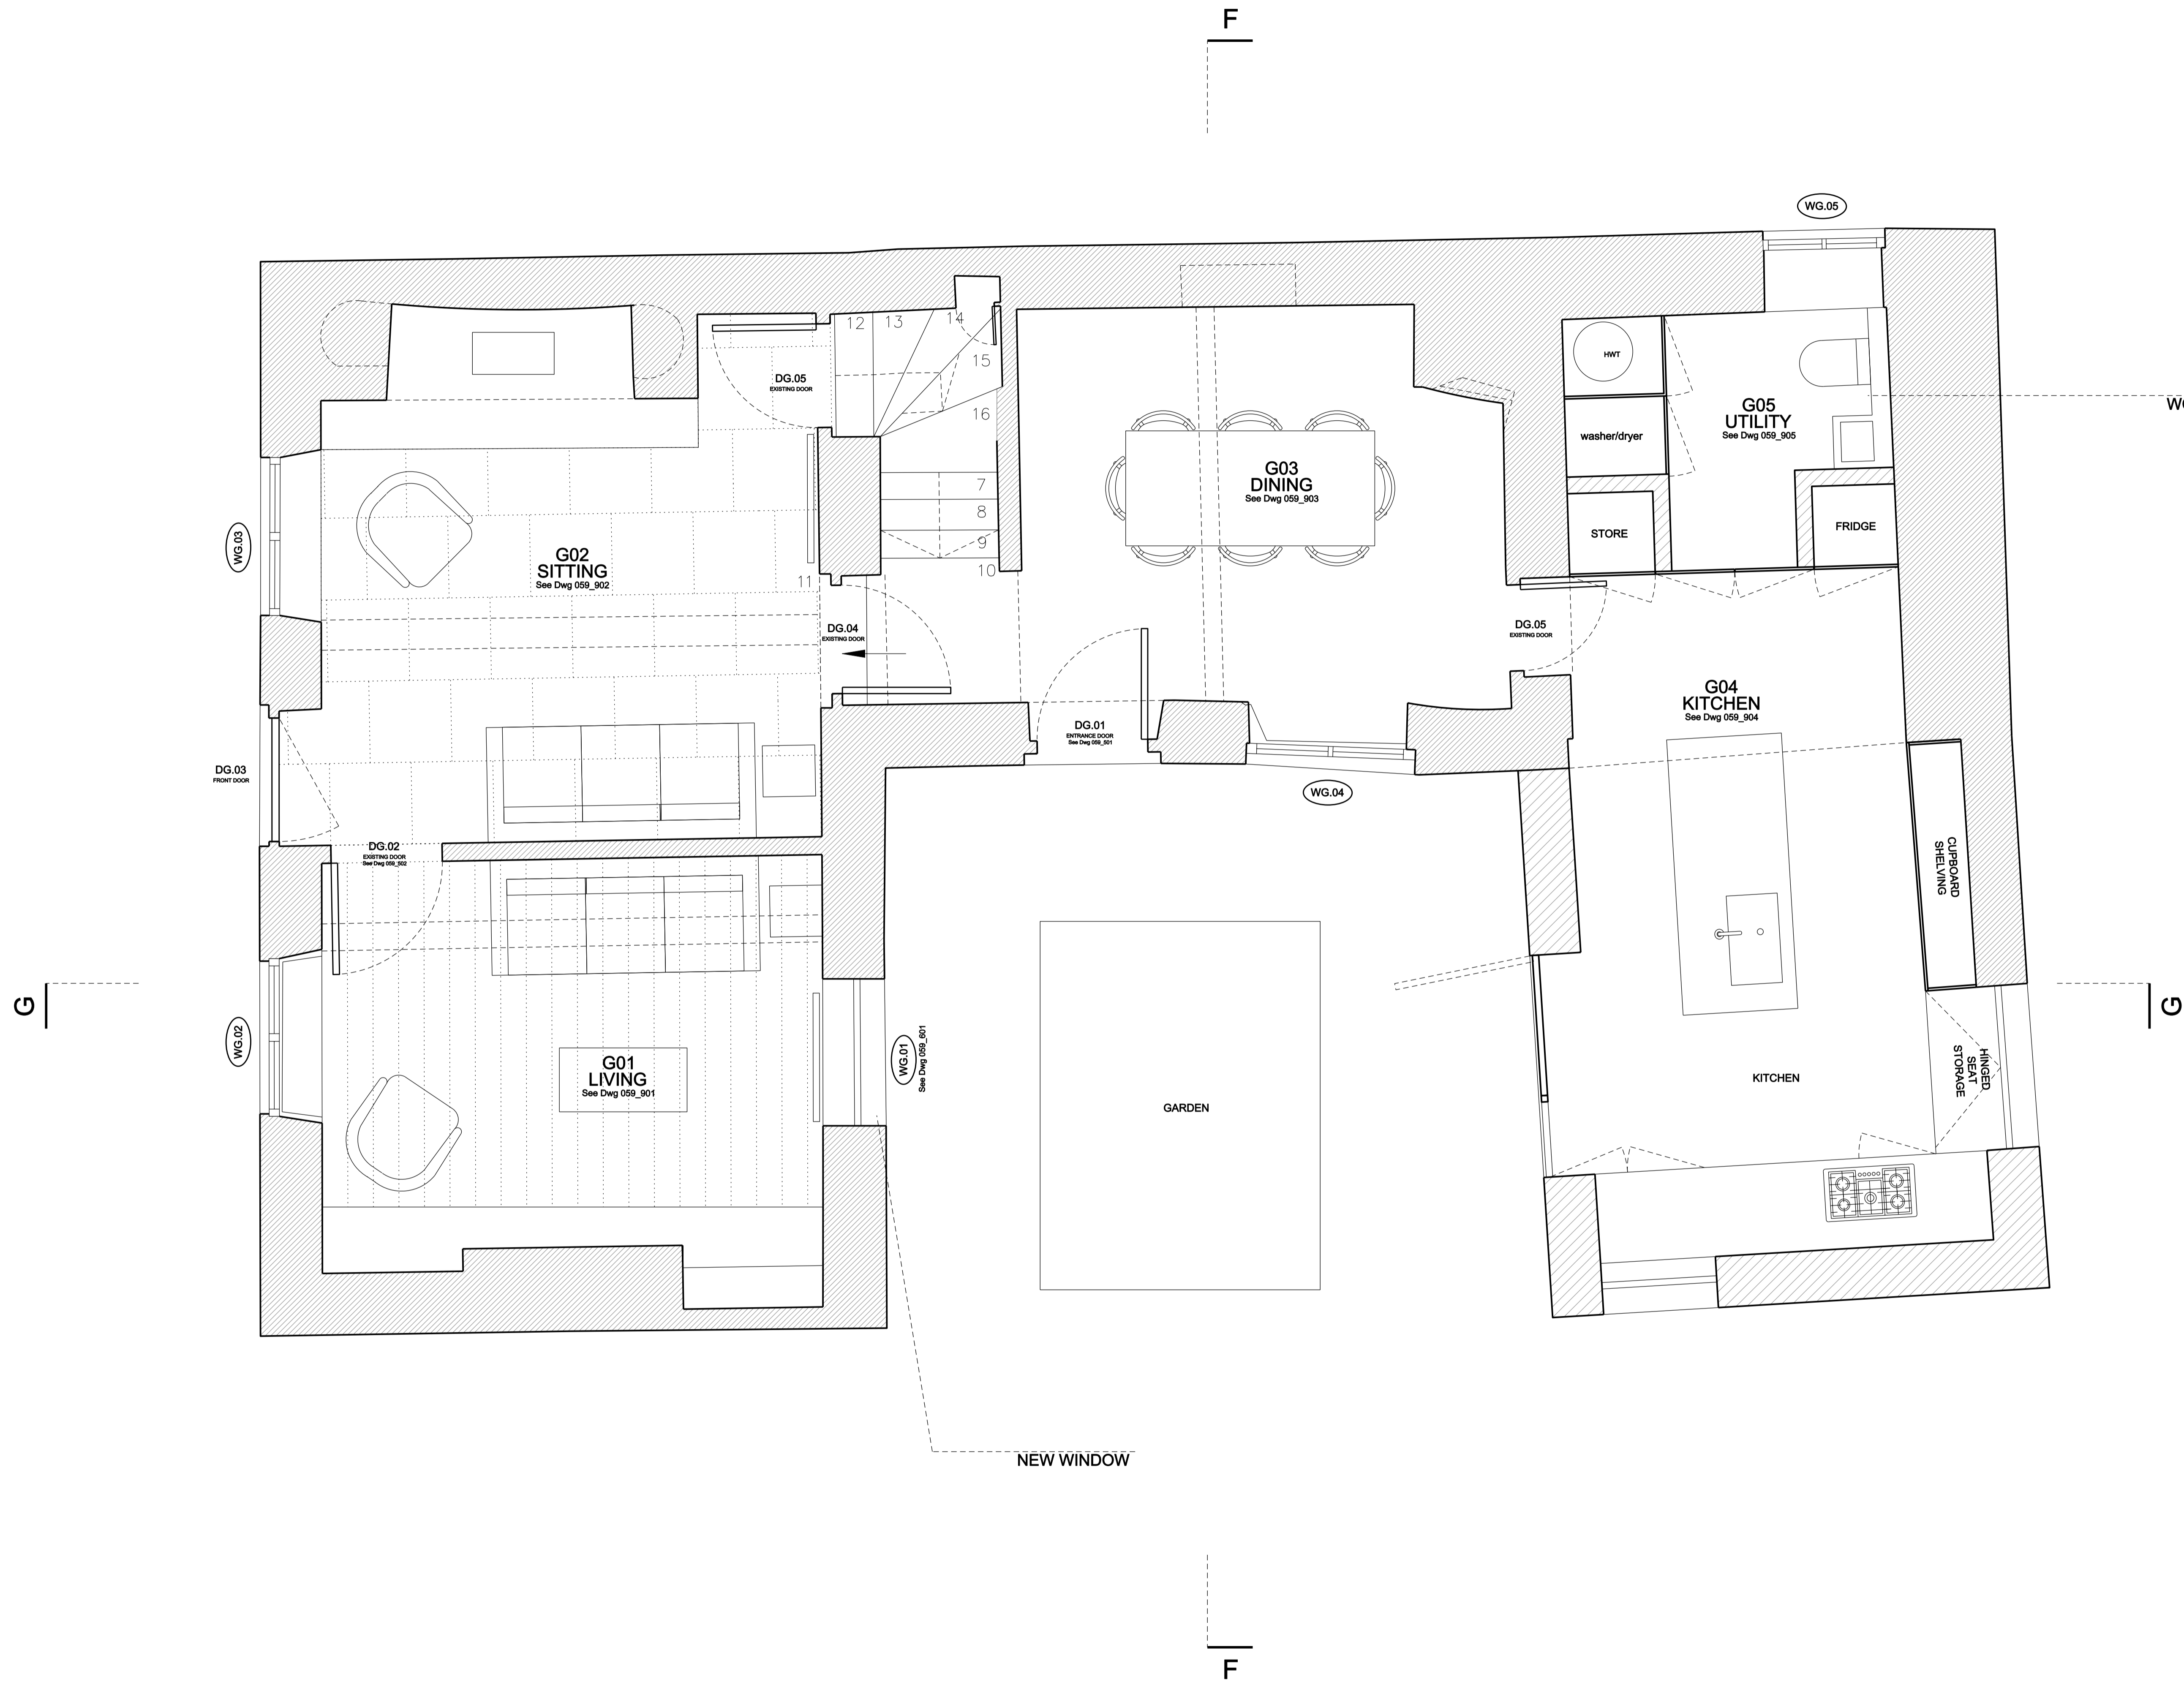 F
WG.05
12
13
14
15
16
DG.05
EXISTING DOOR
HWT
G05
UTILITY
See Dwg 059_905
washer/dryer
G03
DINING
See Dwg 059_903
7
8
9
10
11
STORE
FRIDGE
WG.03
G02
SITTING
See Dwg 059_902
DG.04
EXISTING DOOR
DG.05
EXISTING DOOR
G04
KITCHEN
See Dwg 059_904
DG.01
ENTRANCE DOOR
See Dwg 059_501
DG.03
FRONT DOOR
WG.04
DG.02
EXISTING DOOR
See Dwg 059_502
CUPBOARD
SHELVING
G
G
WG.02
G01
LIVING
See Dwg 059_901
WG.01
See Dwg 059_601
GARDEN
KITCHEN
HINGED
SEAT
STORAGE
NEW WINDOW
F